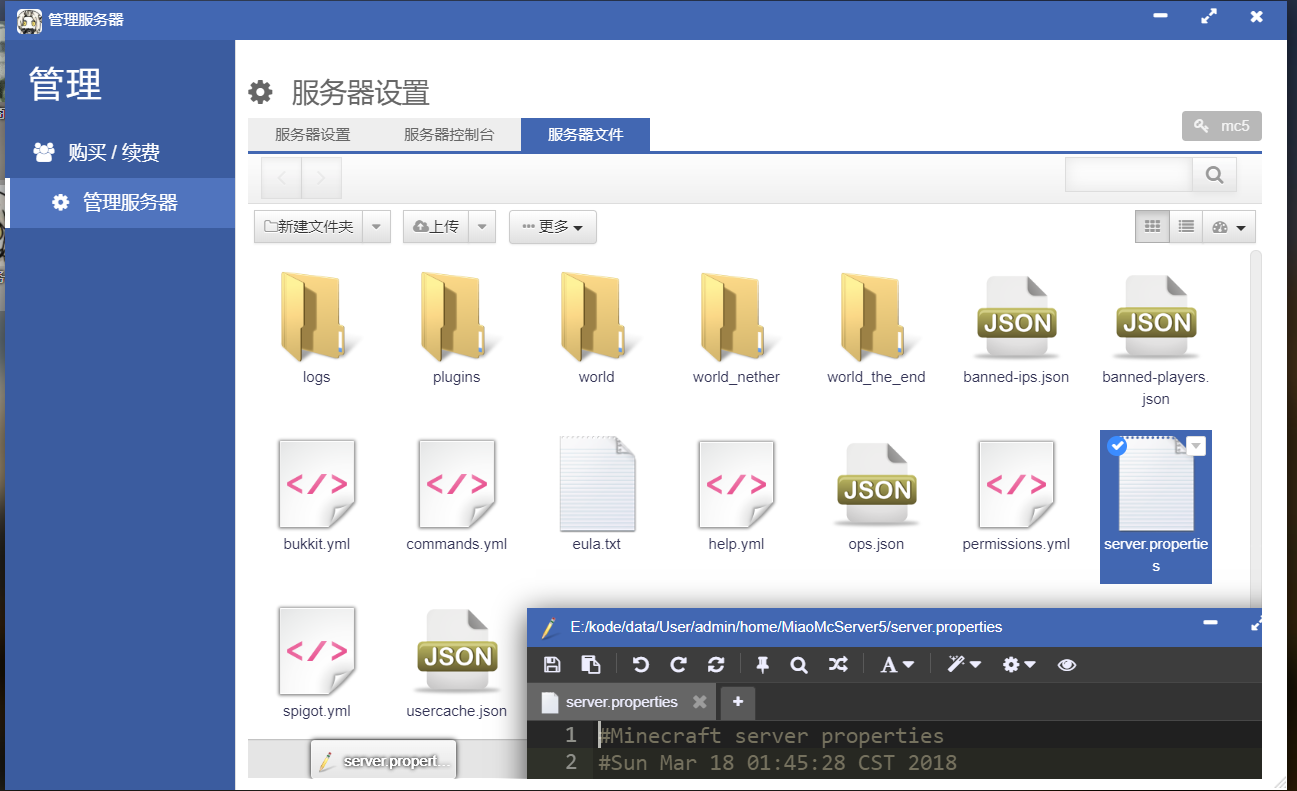 管理服务器
管理
购买 / 续费
管理服务器
服务器设置
服务器设置 服务器控制台 服务器文件
mc5
新建文件夹 上传 更多
logs plugins world world_nether world_the_end banned-ips.json banned-players.
json
JSON JSON
bukkit.yml commands.yml eula.txt help.yml ops.json permissions.yml server.propertie
s
JSON
spigot.yml usercache.json
JSON
E:/kode/data/User/admin/home/MiaoMcServer5/server.properties
server.properties
1 #Minecraft server properties
2 #Sun Mar 18 01:45:28 CST 2018
server.propert...